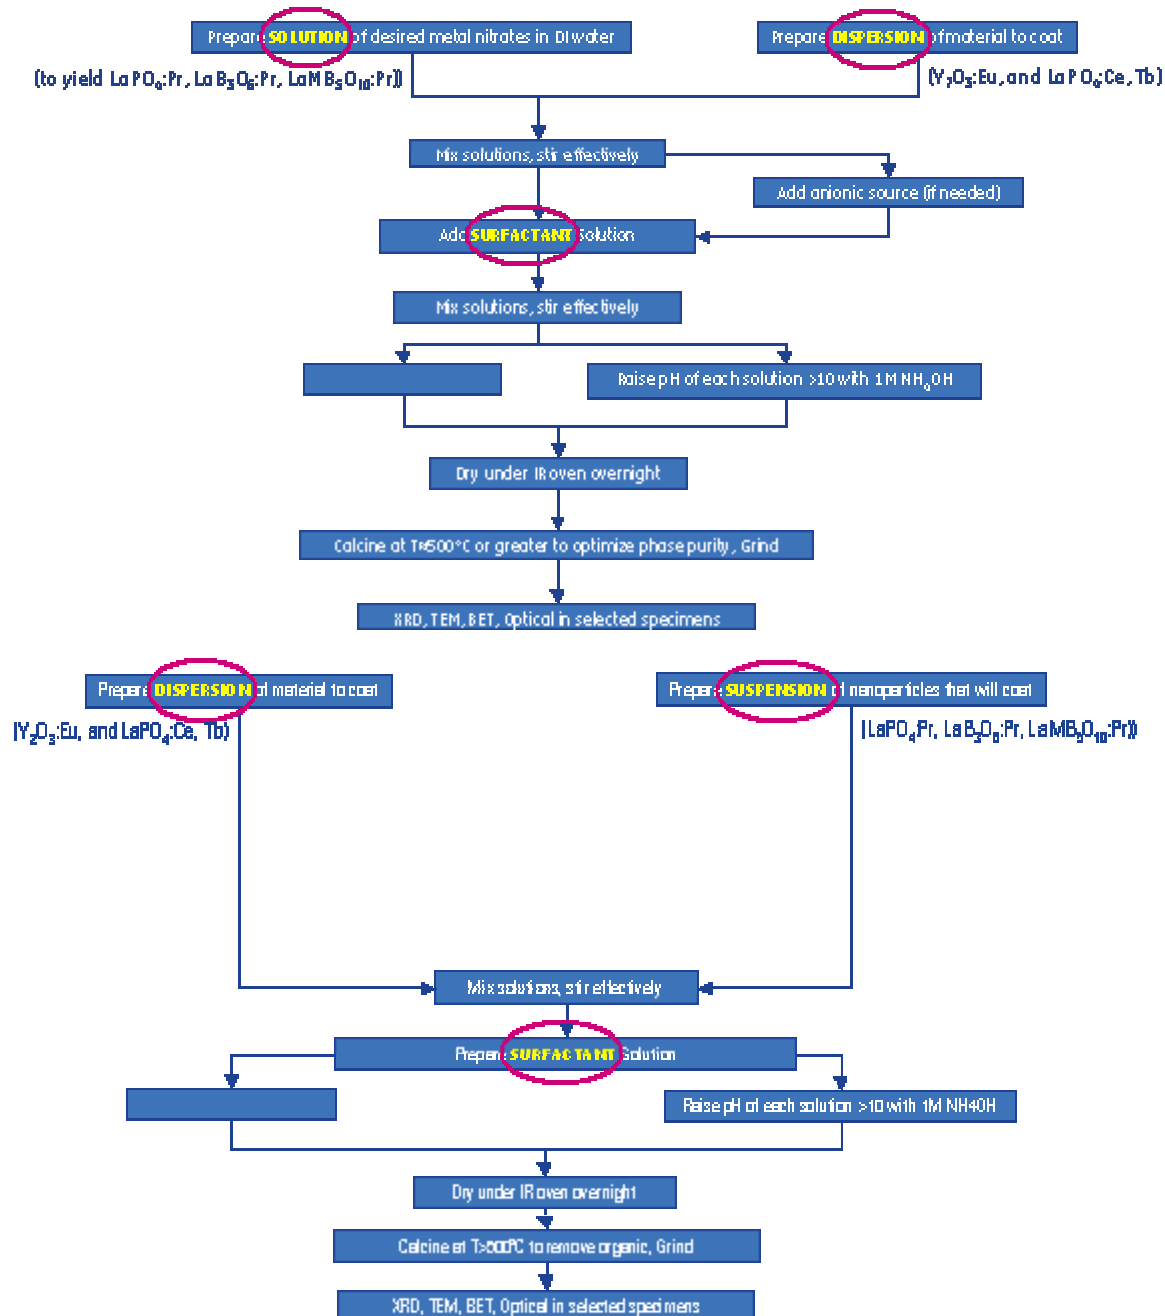 Prepare SOLUTION of desired metal nitrates in DI water
Prepare DISPERSION of material to coat
(to yield LaPO₄:Pr, LaB₃O₆:Pr, LaMB₅O₁₀:Pr))
(Y₂O₃:Eu, and LaPO₄:Ce, Tb)
Mix solutions, stir effectively
Add anionic source (if needed)
Add SURFACTANT Solution
Mix solutions, stir effectively
Raise pH of each solution >10 with 1M NH₄OH
Dry under IR oven overnight
Calcine at T≈500°C or greater to optimize phase purity, Grind
XRD, TEM, BET, Optical in selected specimens
Prepare DISPERSION of material to coat
Prepare SUSPENSION of nanoperticles that will coat
(Y₂O₃:Eu, and LaPO₄:Ce, Tb)
(LaPO₄:Pr, LaB₃O₆:Pr, LaMB₅O₁₀:Pr))
Mix solutions, stir effectively
Prepare SURFACTANT Solution
Raise pH of each solution >10 with 1M NH4OH
Dry under IR oven overnight
Calcine at T>500°C to remove organic, Grind
XRD, TEM, BET, Optical in selected specimens